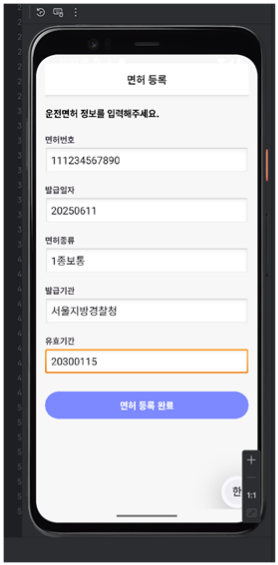 면허 등록
운전면허 정보를 입력해주세요.
면허번호
111234567890
발급일자
20250611
면허종류
1종보통
발급기관
서울지방경찰청
유효기간
20300115
면허 등록 완료
한
1:1